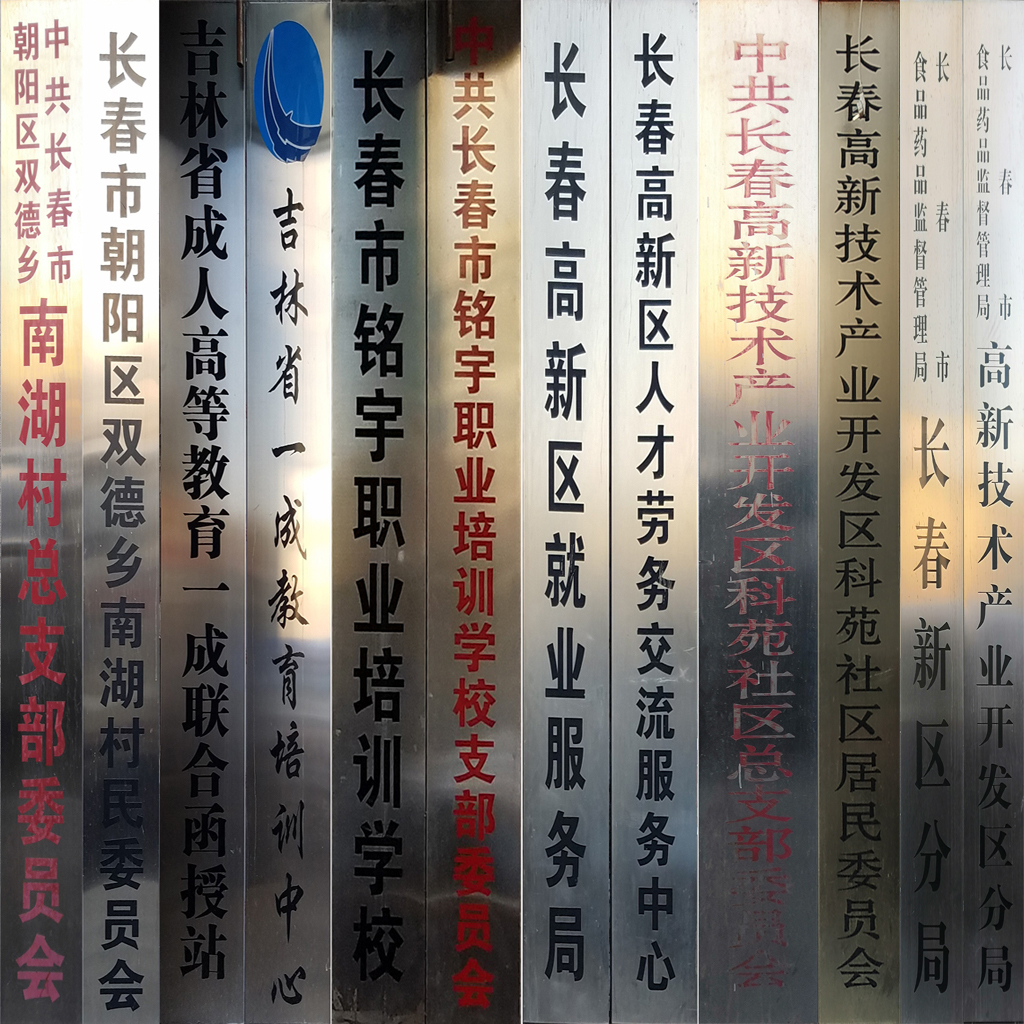 中共长春市
朝阳区双德乡
南湖村总支部委员会
长春市朝阳区双德乡南湖村民委员会
吉林省成人高等教育一成联合函授站
吉林省一成教育培训中心
长春市铭宇职业培训学校
中共长春市铭宇职业培训学校支部委员会
长春高新区就业服务局
长春高新区人才劳务交流服务中心
中共长春高新技术产业开发区科苑社区总支部委员会
长春高新技术产业开发区科苑社区居民委员会
长春市
食品药品监督管理局
长春新区分局
长春市
食品药品监督管理局
高新技术产业开发区分局